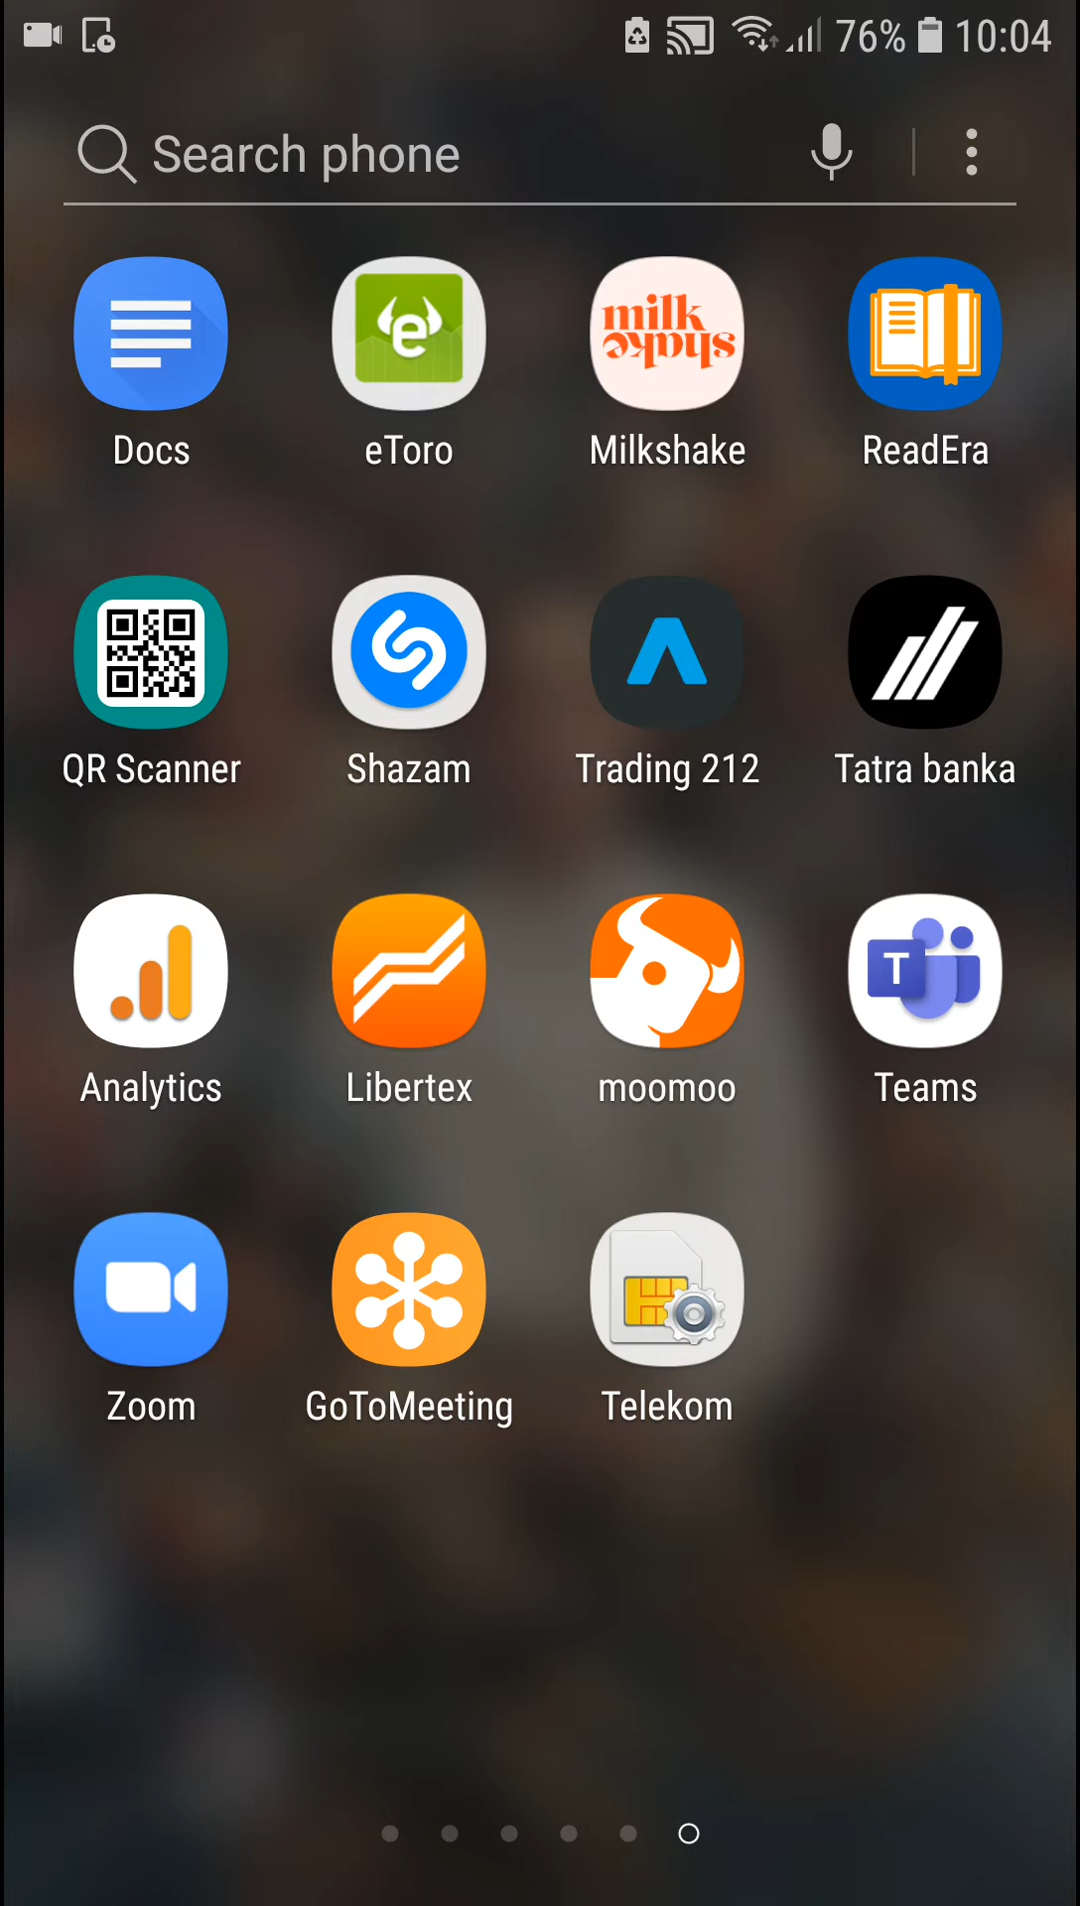 76% 10:04
Search phone
milk
shake
e
Docs eToro Milkshake ReadEra
QR Scanner Shazam Trading 212 Tatra banka
T
Analytics Libertex moomoo Teams
Zoom GoToMeeting Telekom